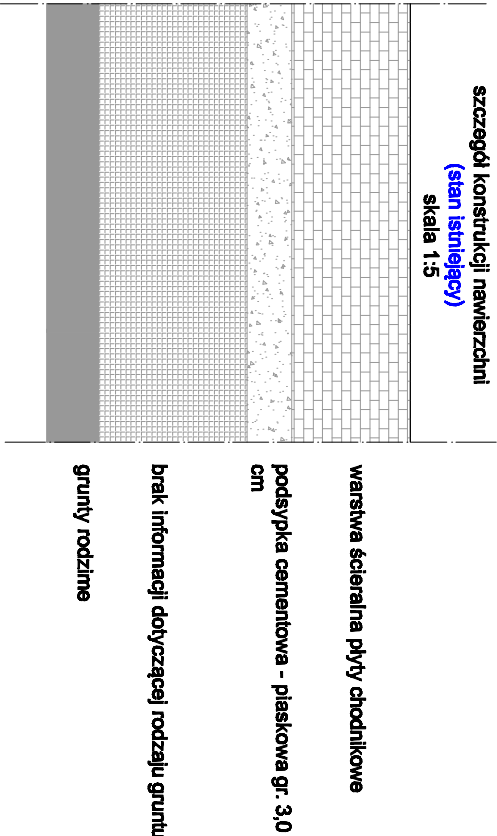 szczegół konstrukcji nawierzchni
(stan istniejący)
skala 1:5
warstwa ścieralna płyty chodnikowe
podsypka cementowa - piaskowa gr. 3,0
cm
brak informacji dotyczącej rodzaju gruntu
grunty rodzine